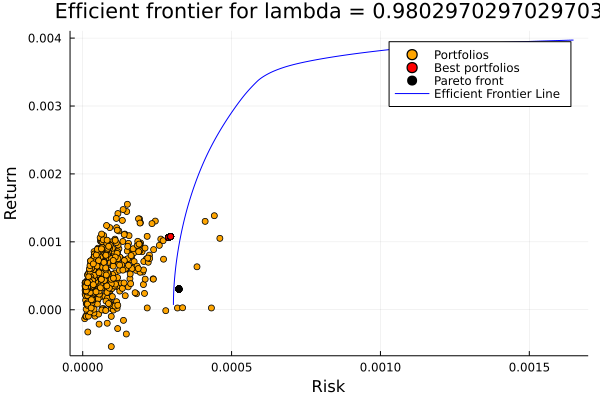 Efficient frontier for lambda = 0.9802970297029703
0.004
0.003
0.002
0.001
0.000
Return
Portfolios
Best portfolios
Pareto front
Efficient Frontier Line
0.0000
0.0005
0.0010
0.0015
Risk